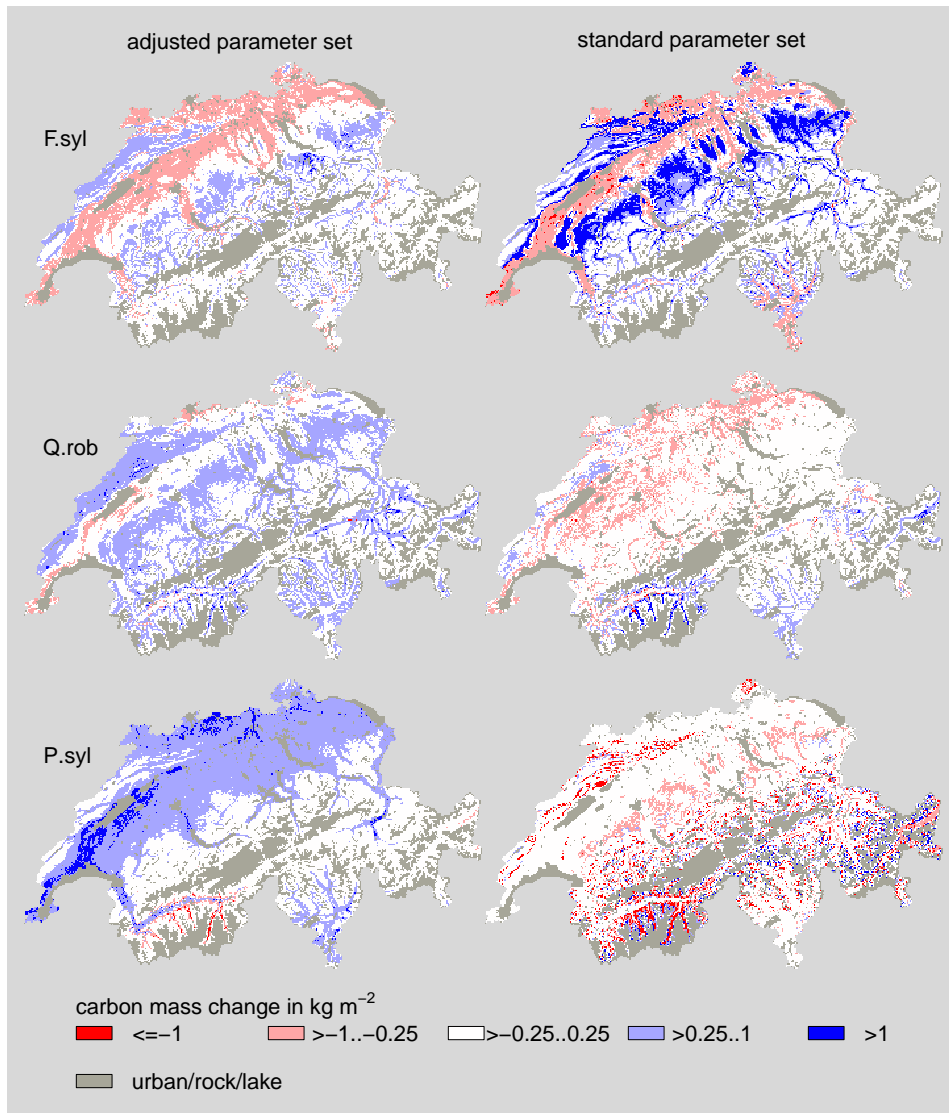 adjusted parameter set
standard parameter set
F.syl
Q.rob
P.syl
carbon mass change in kg m⁻²
<=−1
>−1..−0.25
>−0.25..0.25
>0.25..1
>1
urban/rock/lake